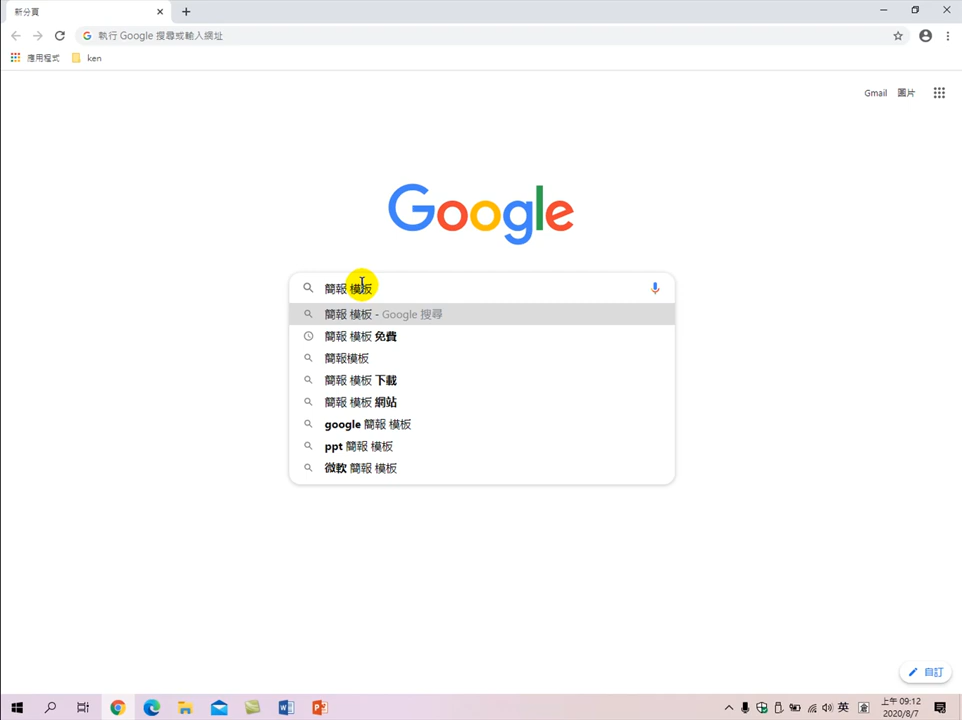 新分頁
執行 Google 搜尋或輸入網址
應用程式 ken
Gmail 圖片
Google
簡報 模板
簡報 模板 - Google 搜尋
簡報 模板 免費
簡報模板
簡報 模板 下載
簡報 模板 網站
google 簡報 模板
ppt 簡報 模板
微軟 簡報 模板
自訂
英 上午 09:12
2020/8/7